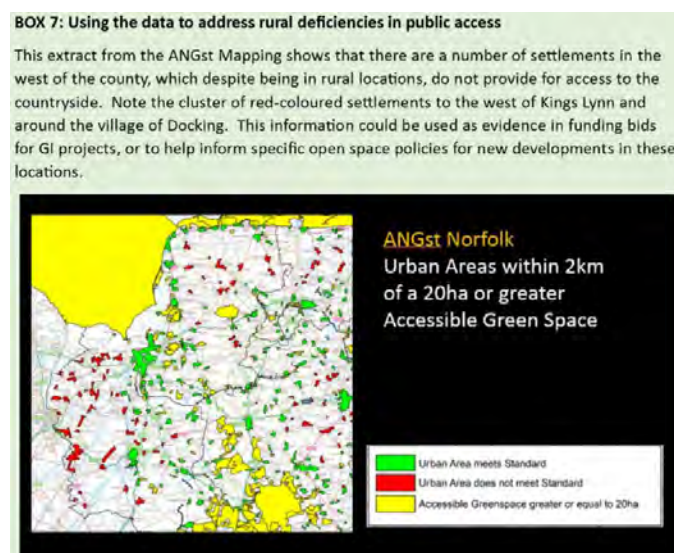 BOX 7: Using the data to address rural deficiencies in public access
This extract from the ANGst Mapping shows that there are a number of settlements in the
west of the county, which despite being in rural locations, do not provide for access to the
countryside. Note the cluster of red-coloured settlements to the west of Kings Lynn and
around the village of Docking. This information could be used as evidence in funding bids
for GI projects, or to help inform specific open space policies for new developments in these
locations.
ANGst Norfolk
Urban Areas within 2km
of a 20ha or greater
Accessible Green Space
Urban Area meets Standard
Urban Area does not meet Standard
Accessible Greenspace greater or equal to 20ha